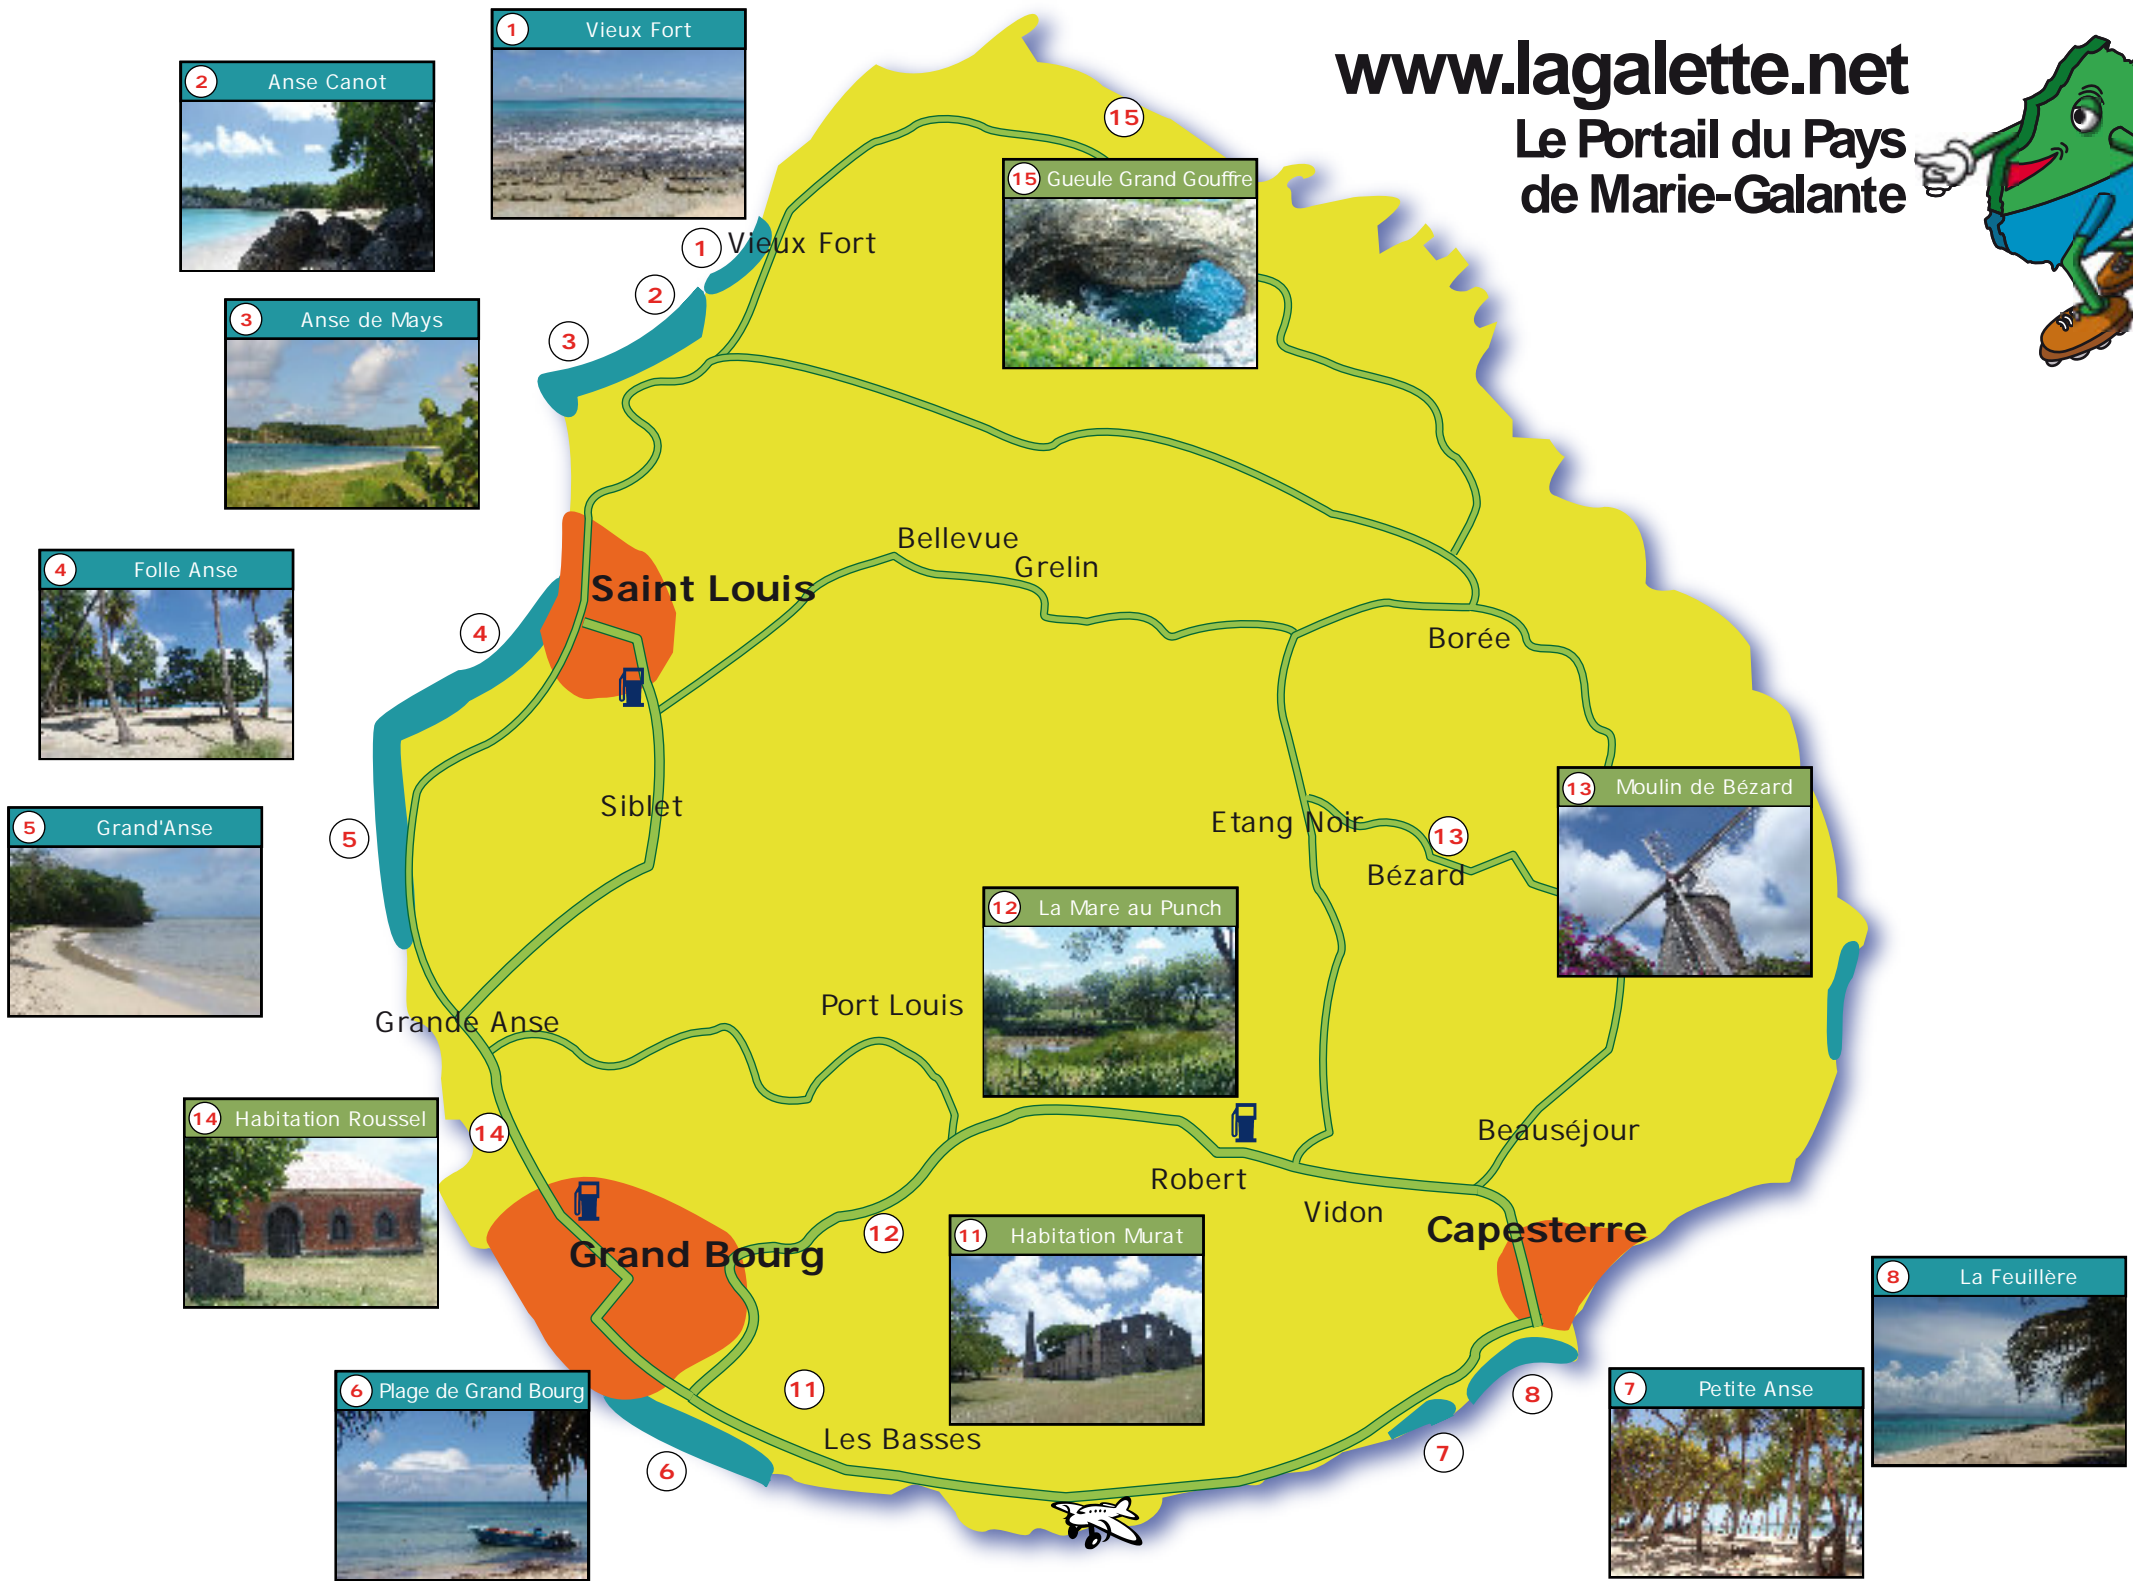 www.lagalette.net
Le Portail du Pays
de Marie-Galante
1 Vieux Fort
2 Anse Canot
3 Anse de Mays
4 Folle Anse
5 Grand'Anse
14 Habitation Roussel
6 Plage de Grand Bourg
15 Gueule Grand Gouffre
13 Moulin de Bézard
12 La Mare au Punch
11 Habitation Murat
8 La Feuillère
7 Petite Anse
15
1 Vieux Fort
2
3
Bellevue
Grelin
Saint Louis
4
Borée
Siblet
5
Etang Noir
13
Bézard
Port Louis
Grande Anse
14
Beauséjour
Robert
Vidon
12
Capesterre
Grand Bourg
11
8
Les Basses
7
6